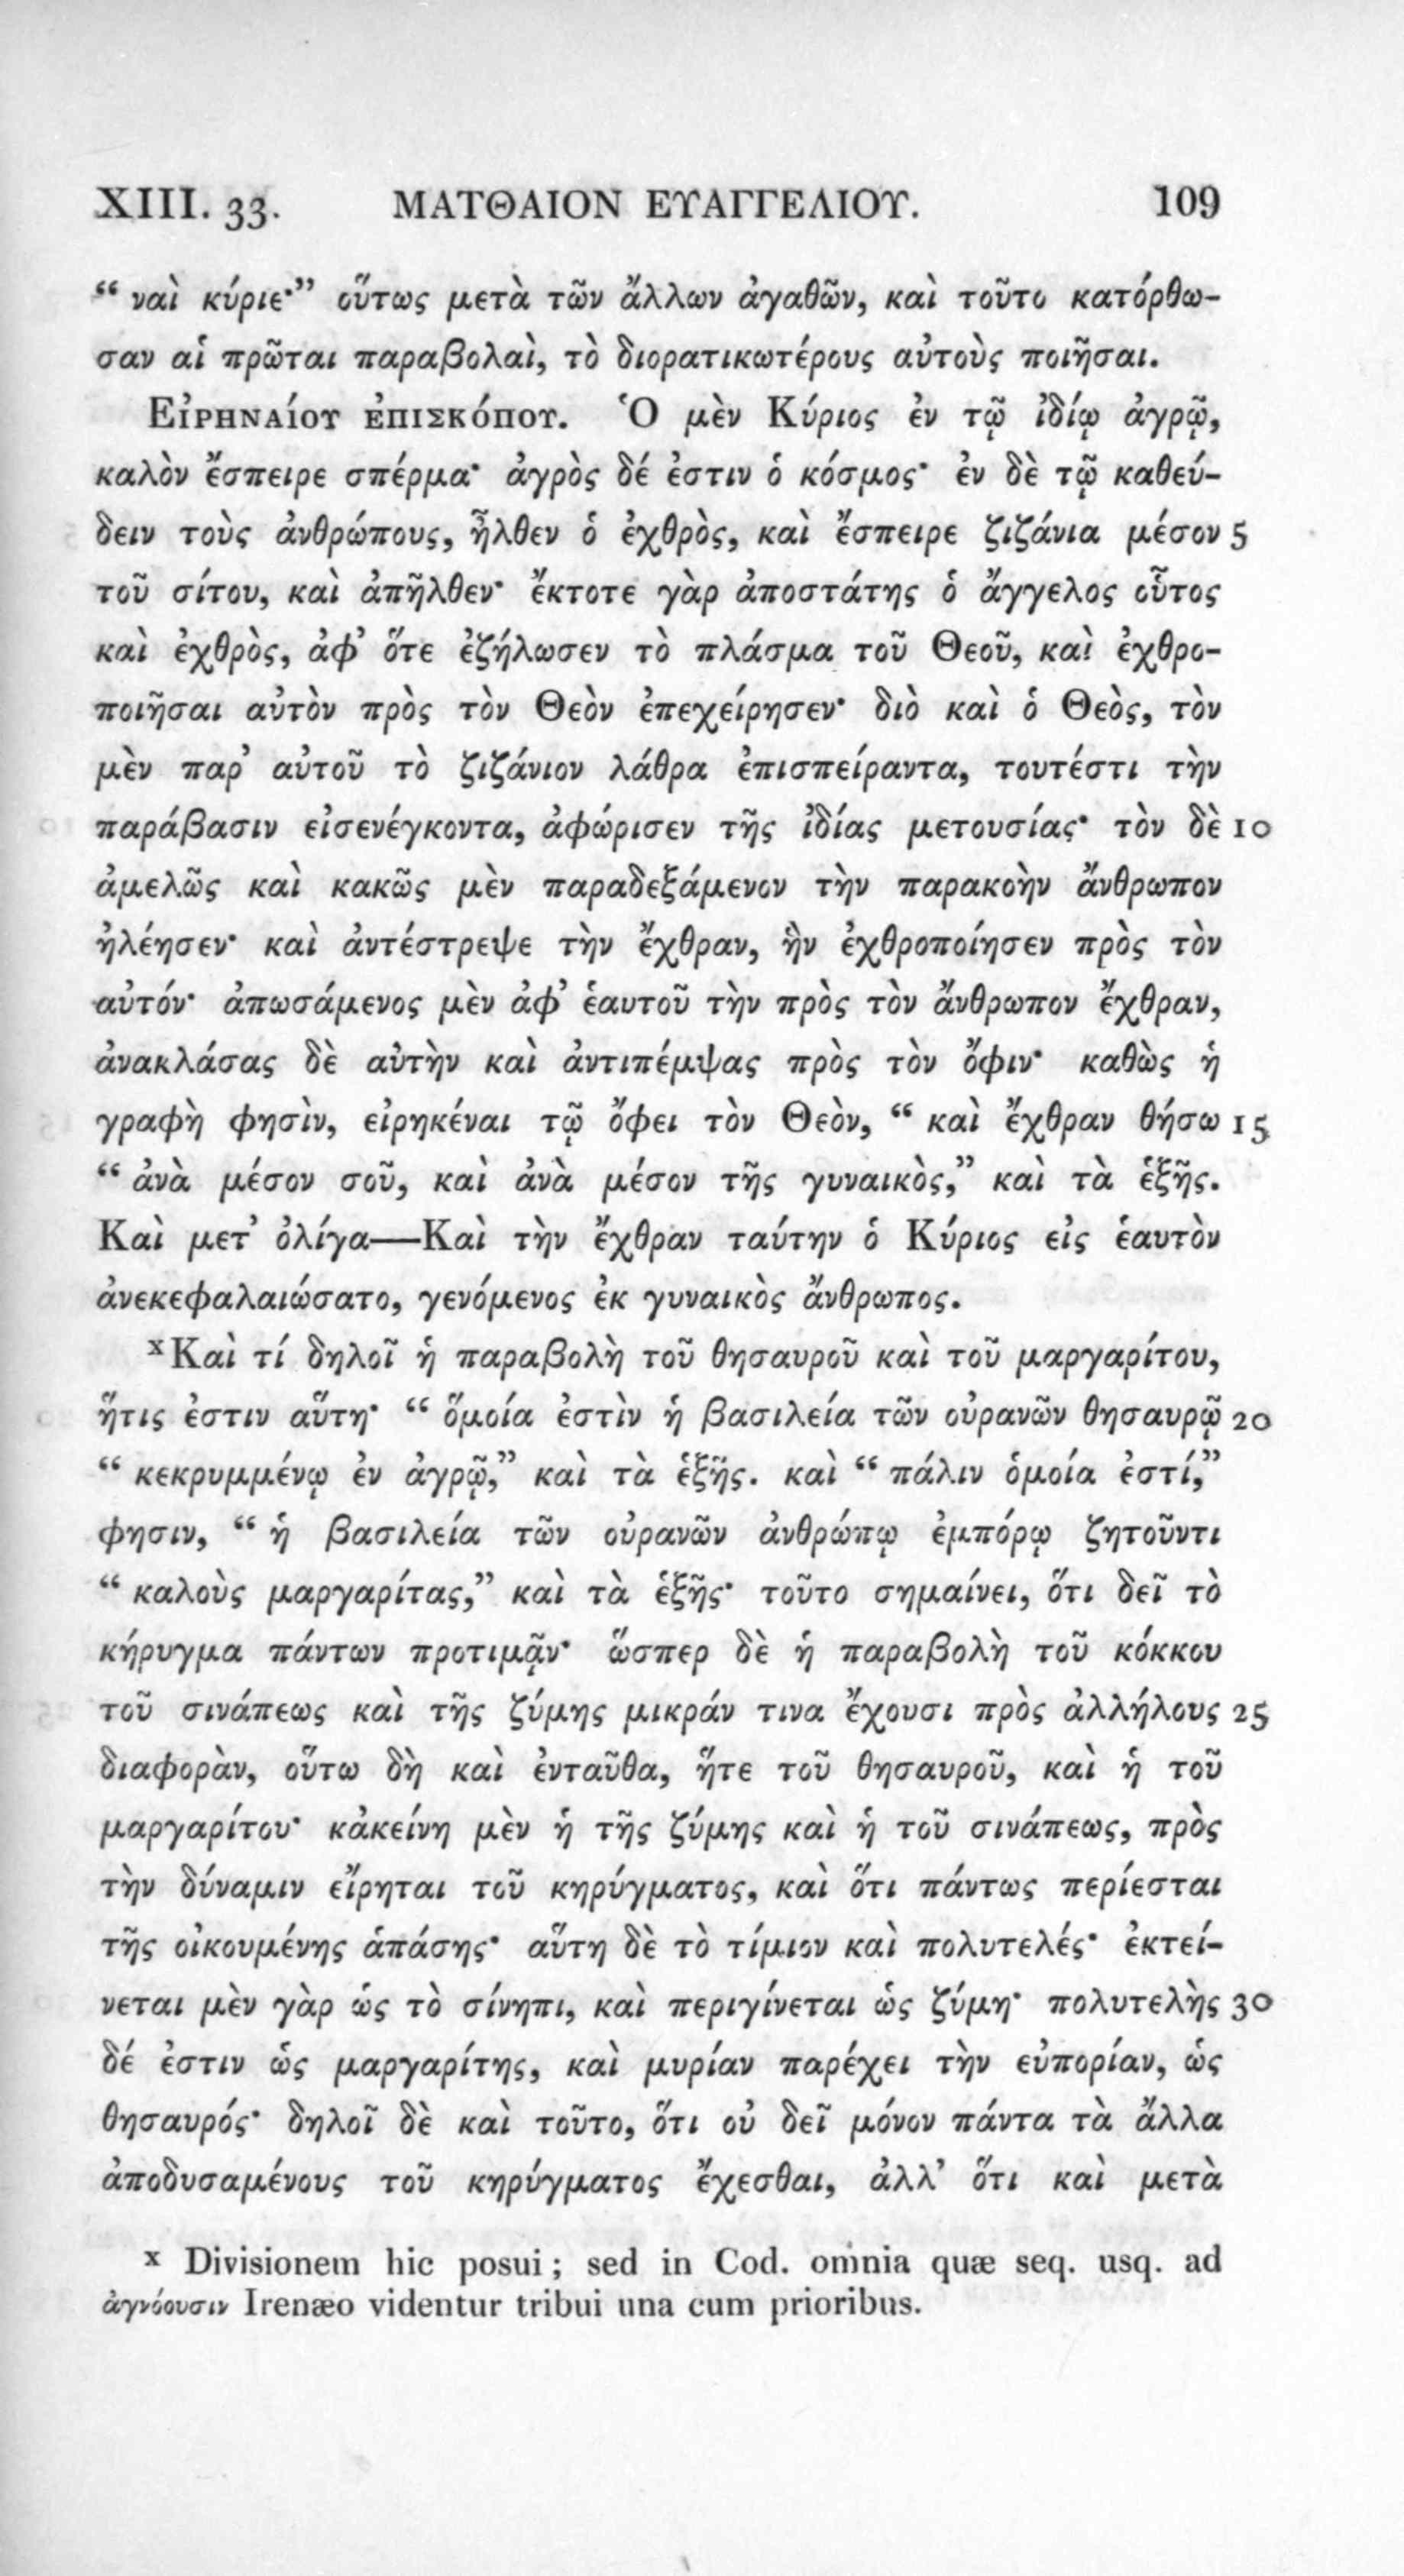 XIII. 33. ΜΑΤΘΑΙΟΝ ΕΥΑΓΓΕΛΙΟΥ. 109
“ ναὶ κύριε·” οὕτως μετὰ τῶν ἄλλων ἀγαθῶν, καὶ τοῦτο κατόρθω-
σαν αἱ πρῶται παραβολαὶ, τὸ διορατικωτέρους αὐτοὺς ποιῆσαι.
Εἰρηναίου ἐπισκόπου. Ὁ μὲν Κύριος ἐν τῷ ἰδίῳ ἀγρῷ,
καλὸν ἔσπειρε σπέρμα· ἀγρὸς δέ ἐστιν ὁ κόσμος· ἐν δὲ τῷ καθεύ-
δειν τοὺς ἀνθρώπους, ἦλθεν ὁ ἐχθρὸς, καὶ ἔσπειρε ζιζάνια μέσον 5
τοῦ σίτου, καὶ ἀπῆλθεν· ἔκτοτε γὰρ ἀποστάτης ὁ ἄγγελος οὗτος
καὶ ἐχθρὸς, ἀφ’ ὅτε ἐζήλωσεν τὸ πλάσμα τοῦ Θεοῦ, καὶ ἐχθρο-
ποιῆσαι αὐτὸν πρὸς τὸν Θεὸν ἐπεχείρησεν· διὸ καὶ ὁ Θεὸς, τὸν
μὲν παρ’ αὐτοῦ τὸ ζιζάνιον λάθρα ἐπισπείραντα, τουτέστι τὴν
παράβασιν εἰσενέγκοντα, ἀφώρισεν τῆς ἰδίας μετουσίας· τὸν δὲ 10
ἀμελῶς καὶ κακῶς μὲν παραδεξάμενον τὴν παρακοὴν ἄνθρωπον
ἠλέησεν· καὶ ἀντέστρεψε τὴν ἔχθραν, ἣν ἐχθροποίησεν πρὸς τὸν
αὐτόν· ἀπωσάμενος μὲν ἀφ’ ἑαυτοῦ τὴν πρὸς τὸν ἄνθρωπον ἔχθραν,
ἀνακλάσας δὲ αὐτὴν καὶ ἀντιπέμψας πρὸς τὸν ὄφιν· καθὼς ἡ
γραφὴ φησὶν, εἰρηκέναι τῷ ὄφει τὸν Θεὸν, “ καὶ ἔχθραν θήσω 15
“ ἀνὰ μέσον σοῦ, καὶ ἀνὰ μέσον τῆς γυναικὸς,” καὶ τὰ ἑξῆς.
Καὶ μετ’ ὀλίγα—Καὶ τὴν ἔχθραν ταύτην ὁ Κύριος εἰς ἑαυτὸν
ἀνεκεφαλαιώσατο, γενόμενος ἐκ γυναικὸς ἄνθρωπος.
ˣ Καὶ τί δηλοῖ ἡ παραβολὴ τοῦ θησαυροῦ καὶ τοῦ μαργαρίτου,
ἥτις ἐστιν αὕτη· “ ὅμοία ἐστὶν ἡ βασιλεία τῶν οὐρανῶν θησαυρῷ 20
“ κεκρυμμένῳ ἐν ἀγρῷ,” καὶ τὰ ἑξῆς. καὶ “ πάλιν ὁμοία ἐστί,”
φησιν, “ ἡ βασιλεία τῶν οὐρανῶν ἀνθρώπῳ ἐμπόρῳ ζητοῦντι
“ καλοὺς μαργαρίτας,” καὶ τὰ ἑξῆς· τοῦτο σημαίνει, ὅτι δεῖ τὸ
κήρυγμα πάντων προτιμᾷν· ὥσπερ δὲ ἡ παραβολὴ τοῦ κόκκου
τοῦ σινάπεως καὶ τῆς ζύμης μικράν τινα ἔχουσι πρὸς ἀλλήλους 25
διαφορὰν, οὕτω δὴ καὶ ἐνταῦθα, ἥτε τοῦ θησαυροῦ, καὶ ἡ τοῦ
μαργαρίτου· κἀκείνη μὲν ἡ τῆς ζύμης καὶ ἡ τοῦ σινάπεως, πρὸς
τὴν δύναμιν εἴρηται τοῦ κηρύγματος, καὶ ὅτι πάντως περίεσται
τῆς οἰκουμένης ἁπάσης· αὕτη δὲ τὸ τίμιον καὶ πολυτελές· ἐκτεί-
νεται μὲν γὰρ ὡς τὸ σίνηπι, καὶ περιγίνεται ὡς ζύμη· πολυτελὴς 30
δέ ἐστιν ὡς μαργαρίτης, καὶ μυρίαν παρέχει τὴν εὐπορίαν, ὡς
θησαυρός· δηλοῖ δὲ καὶ τοῦτο, ὅτι οὐ δεῖ μόνον πάντα τὰ ἄλλα
ἀποδυσαμένους τοῦ κηρύγματος ἔχεσθαι, ἀλλ’ ὅτι καὶ μετὰ
x Divisionem hic posui; sed in Cod. omnia quæ seq. usq. ad
ἀγνόουσιν Irenæo videntur tribui una cum prioribus.